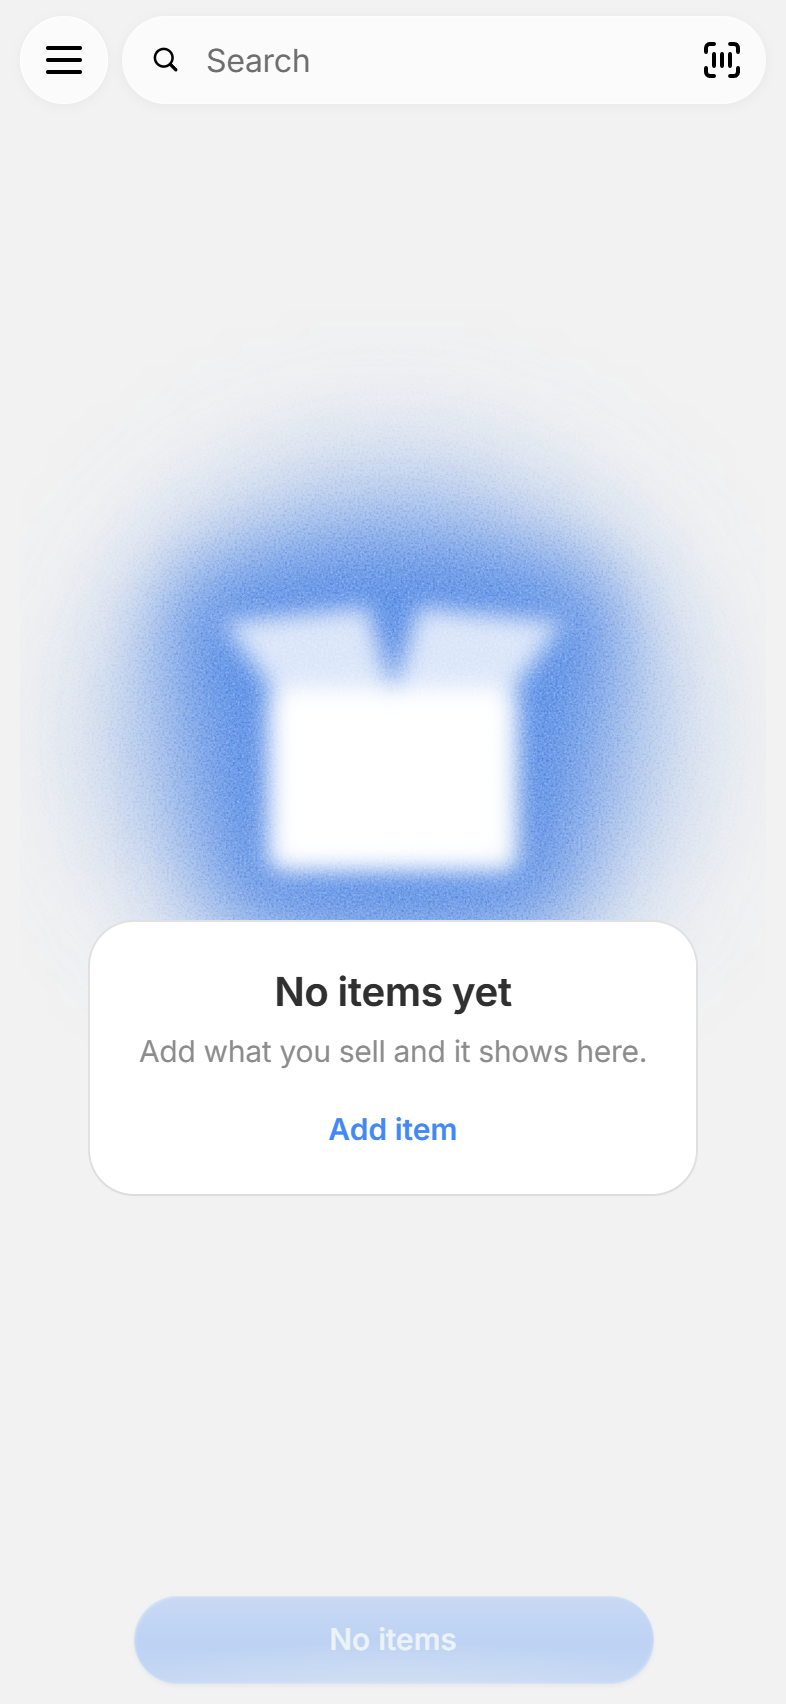 Search
No items yet
Add what you sell and it shows here.
Add item
No items